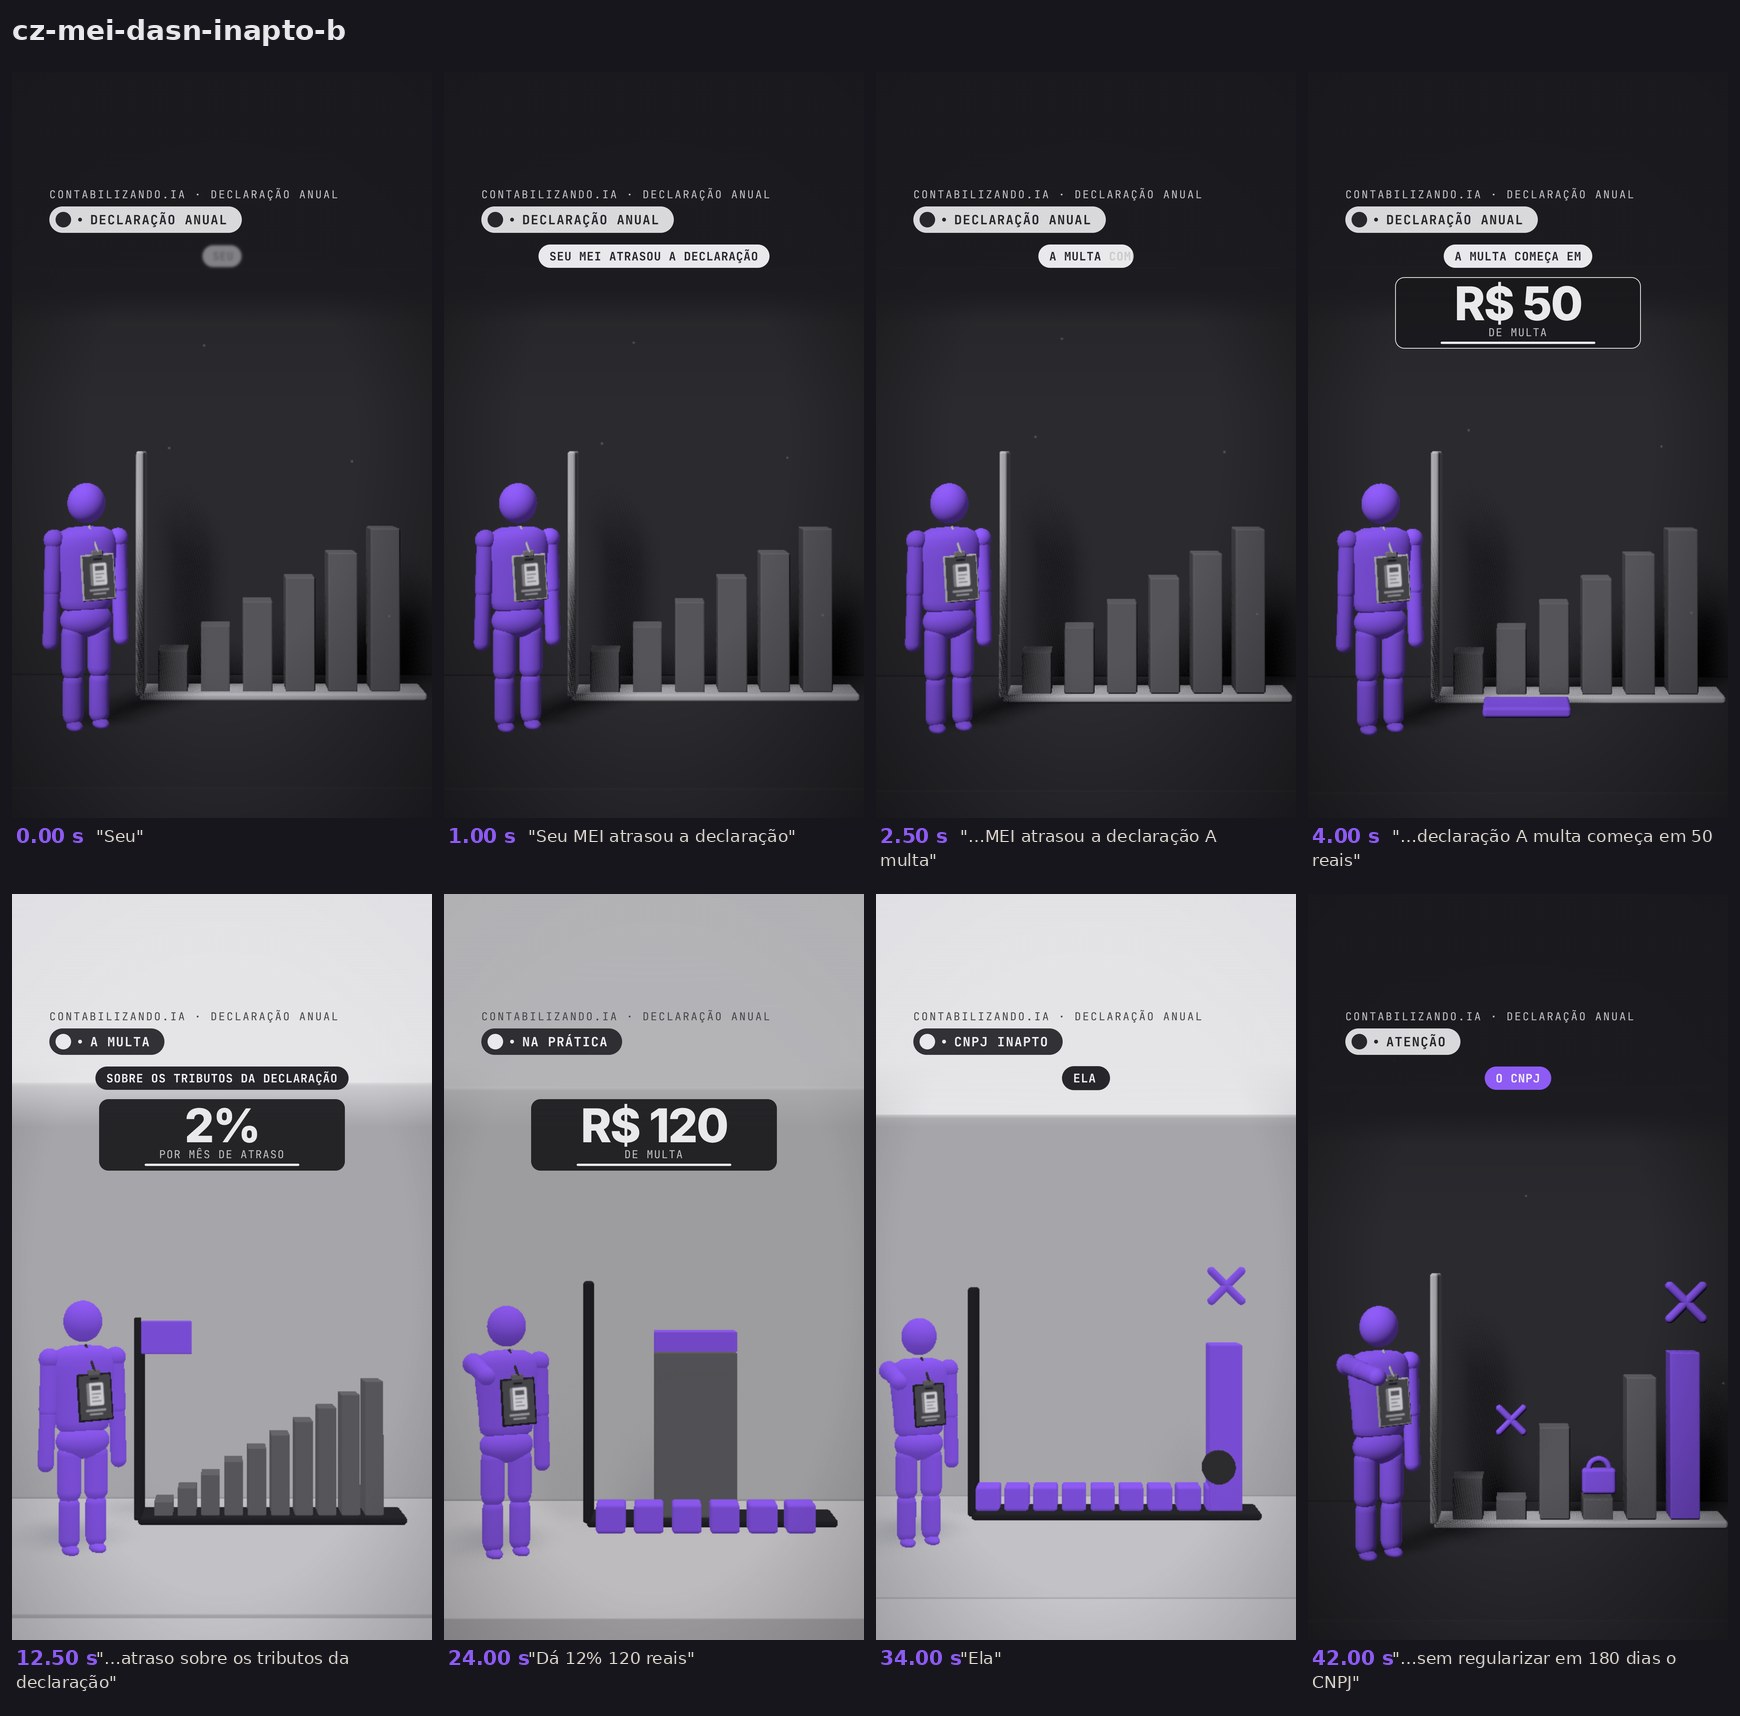 cz-mei-dasn-inapto-b
CONTABILIZANDO.IA · DECLARAÇÃO ANUAL
• DECLARAÇÃO ANUAL
SEU
0.00 s "Seu"
CONTABILIZANDO.IA · DECLARAÇÃO ANUAL
• DECLARAÇÃO ANUAL
SEU MEI ATRASOU A DECLARAÇÃO
1.00 s "Seu MEI atrasou a declaração"
CONTABILIZANDO.IA · DECLARAÇÃO ANUAL
• DECLARAÇÃO ANUAL
A MULTA COM
2.50 s "...MEI atrasou a declaração A
multa"
CONTABILIZANDO.IA · DECLARAÇÃO ANUAL
• DECLARAÇÃO ANUAL
A MULTA COMEÇA EM
R$ 50
DE MULTA
4.00 s "...declaração A multa começa em 50
reais"
CONTABILIZANDO.IA · DECLARAÇÃO ANUAL
• A MULTA
SOBRE OS TRIBUTOS DA DECLARAÇÃO
2%
POR MÊS DE ATRASO
12.50 s "...atraso sobre os tributos da
declaração"
CONTABILIZANDO.IA · DECLARAÇÃO ANUAL
• NA PRÁTICA
R$ 120
DE MULTA
24.00 s "Dá 12% 120 reais"
CONTABILIZANDO.IA · DECLARAÇÃO ANUAL
• CNPJ INAPTO
ELA
34.00 s "Ela"
CONTABILIZANDO.IA · DECLARAÇÃO ANUAL
• ATENÇÃO
O CNPJ
42.00 s "...sem regularizar em 180 dias o
CNPJ"